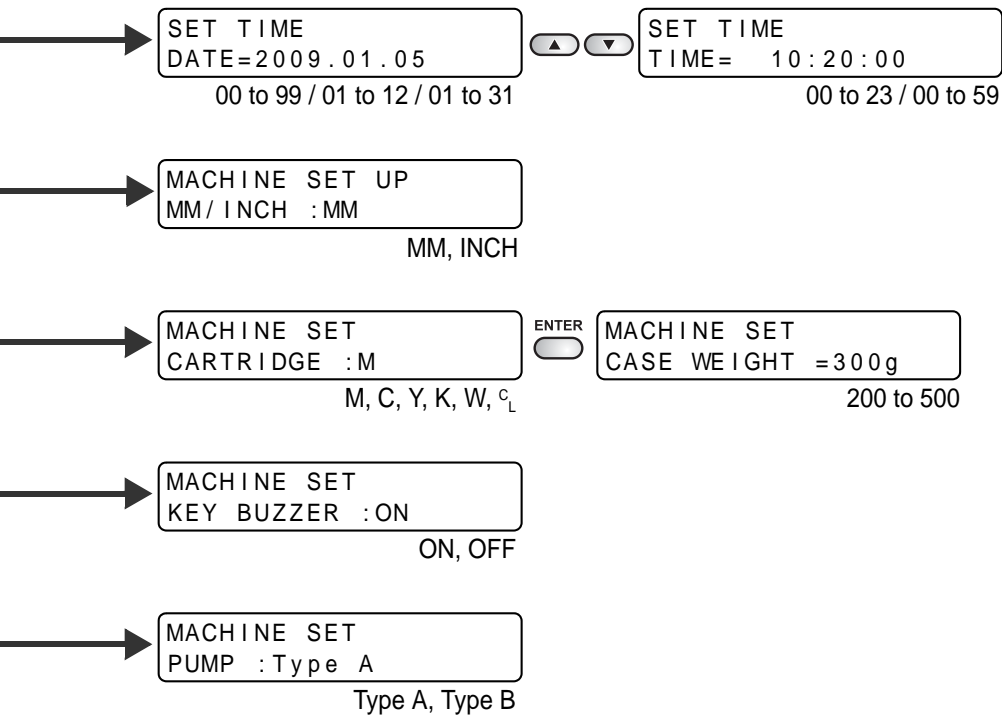 SET TIME
DATE=2009.01.05
00 to 99 / 01 to 12 / 01 to 31
SET TIME
TIME= 10:20:00
00 to 23 / 00 to 59
MACHINE SET UP
MM/INCH :MM
MM, INCH
MACHINE SET
CARTRIDGE :M
M, C, Y, K, W, CL
ENTER
MACHINE SET
CASE WEIGHT =300g
200 to 500
MACHINE SET
KEY BUZZER :ON
ON, OFF
MACHINE SET
PUMP :Type A
Type A, Type B